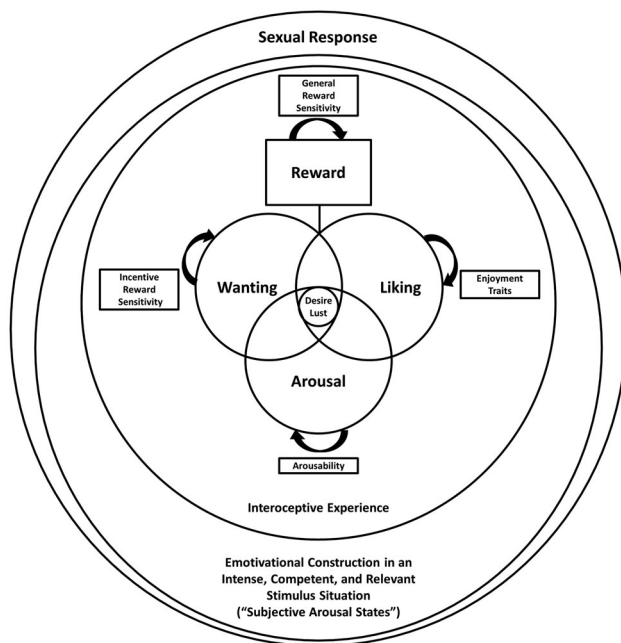 Sexual Response
General
Reward
Sensitivity
Reward
Incentive
Reward
Sensitivity
Wanting
Desire
Lust
Liking
Enjoyment
Traits
Arousal
Arousability
Interoceptive Experience
Emotivational Construction in an
Intense, Competent, and Relevant
Stimulus Situation
(“Subjective Arousal States”)